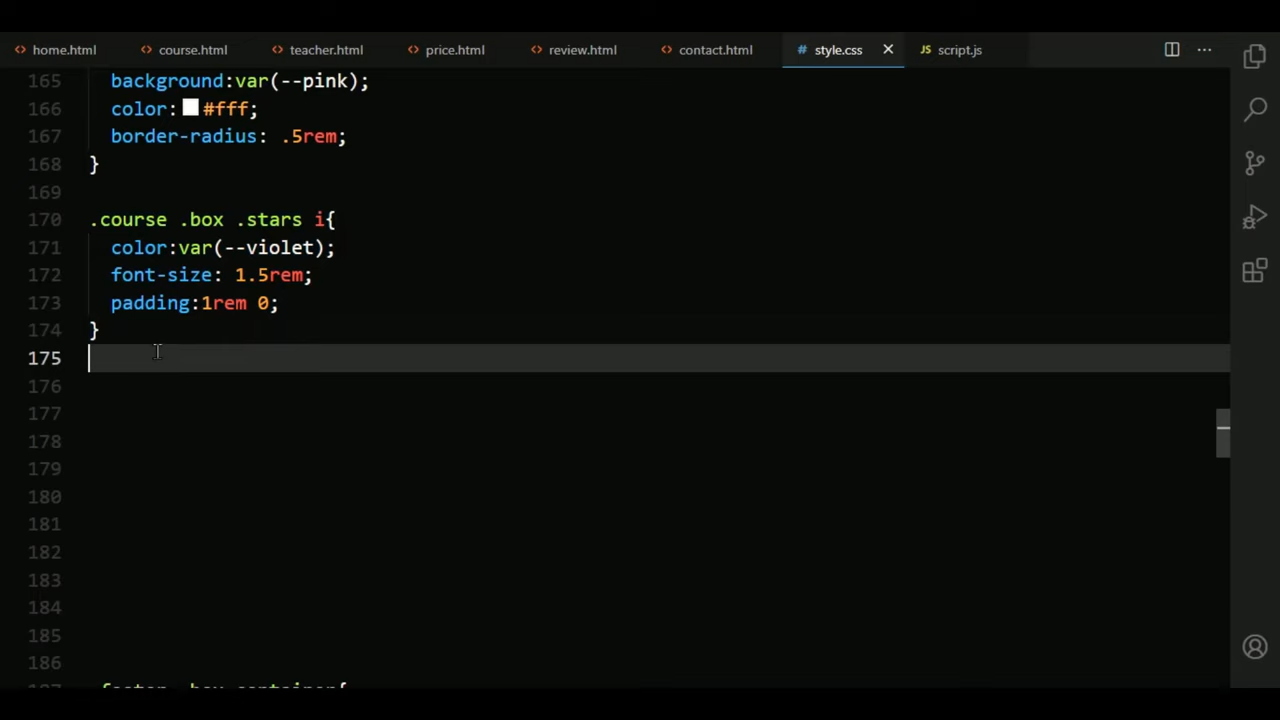 home.html course.html teacher.html price.html review.html contact.html # style.css JS script.js
165 background:var(--pink);
166 color: #fff;
167 border-radius: .5rem;
168 }
169
170 .course .box .stars i{
171 color:var(--violet);
172 font-size: 1.5rem;
173 padding:1rem 0;
174 }
175
176
177
178
179
180
181
182
183
184
185
186